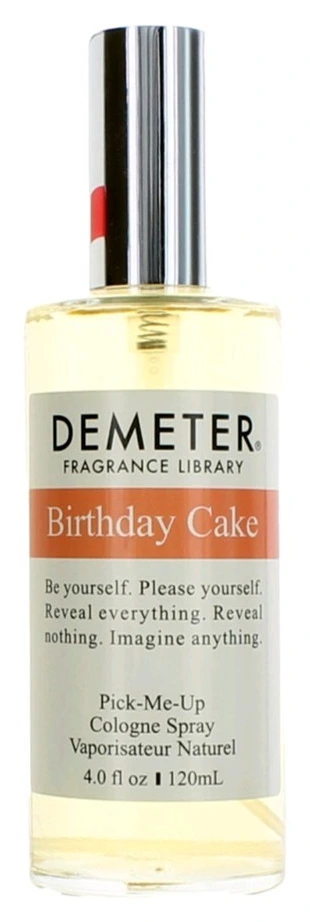 DEMETER®
FRAGRANCE LIBRARY
Birthday Cake
Be yourself. Please yourself.
Reveal everything. Reveal
nothing. Imagine anything.
Pick-Me-Up
Cologne Spray
Vaporisateur Naturel
4.0 fl oz ▮ 120mL